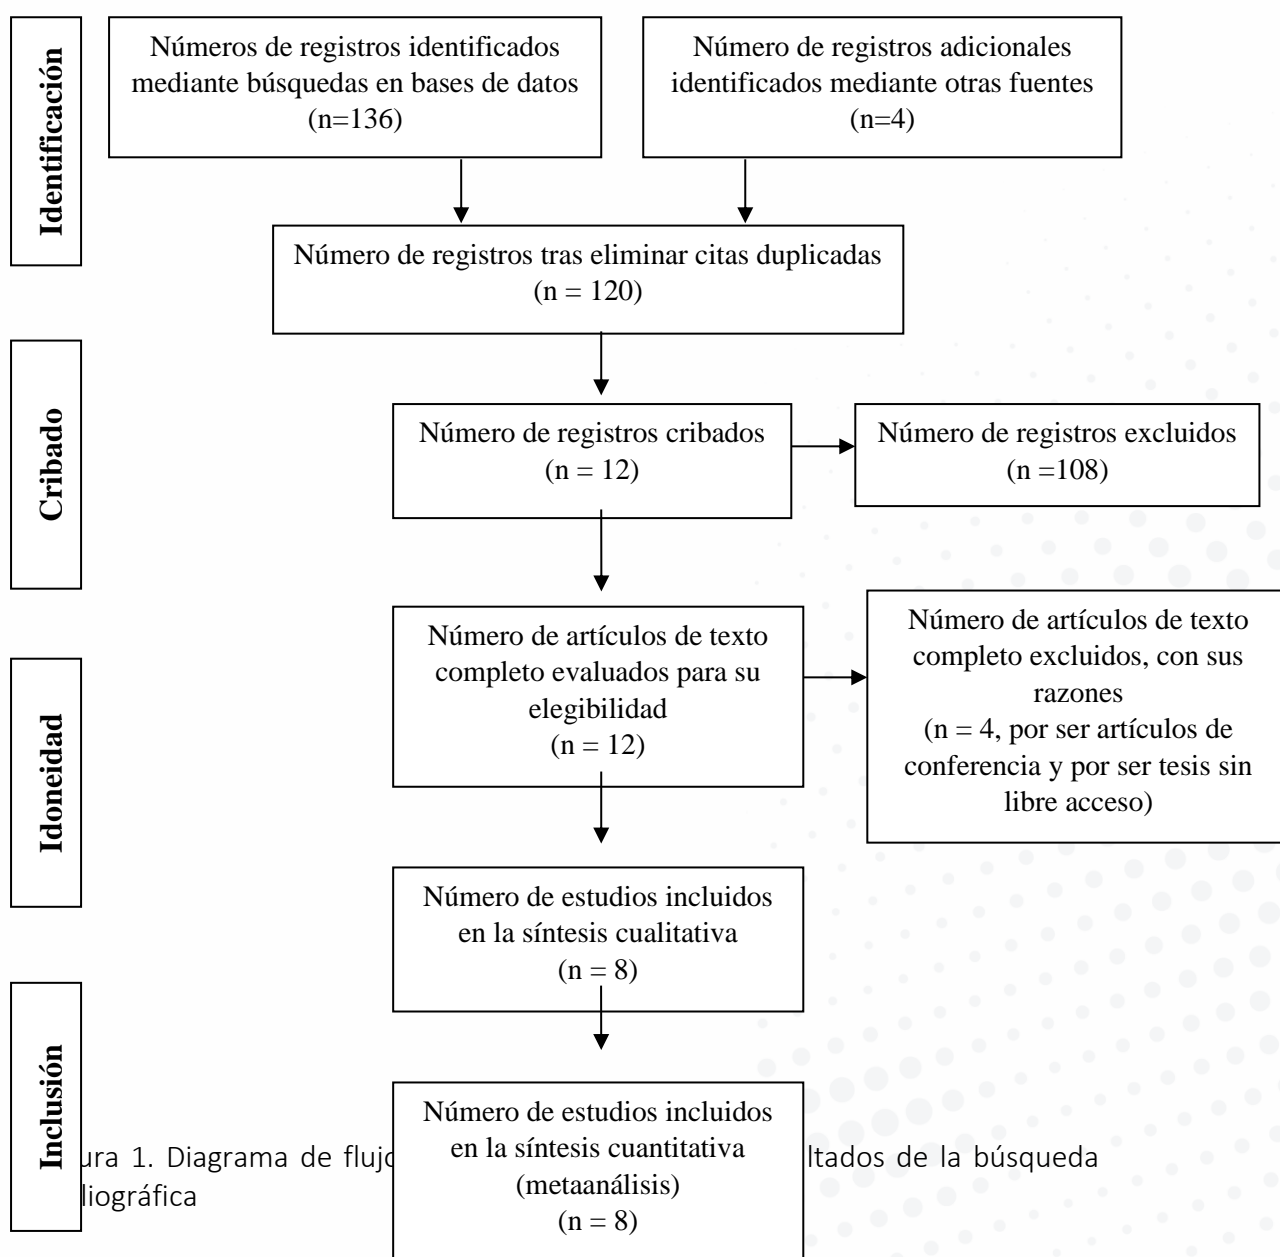 Identificación
Números de registros identificados
mediante búsquedas en bases de datos
(n=136)
Número de registros adicionales
identificados mediante otras fuentes
(n=4)
Número de registros tras eliminar citas duplicadas
(n = 120)
Cribado
Número de registros cribados
(n = 12)
Número de registros excluidos
(n =108)
Idoneidad
Número de artículos de texto
completo evaluados para su
elegibilidad
(n = 12)
Número de artículos de texto
completo excluidos, con sus
razones
(n = 4, por ser artículos de
conferencia y por ser tesis sin
libre acceso)
Número de estudios incluidos
en la síntesis cualitativa
(n = 8)
Inclusión
Número de estudios incluidos
en la síntesis cuantitativa
(metaanálisis)
(n = 8)
ura 1. Diagrama de flujo ltados de la búsqueda
liográfica